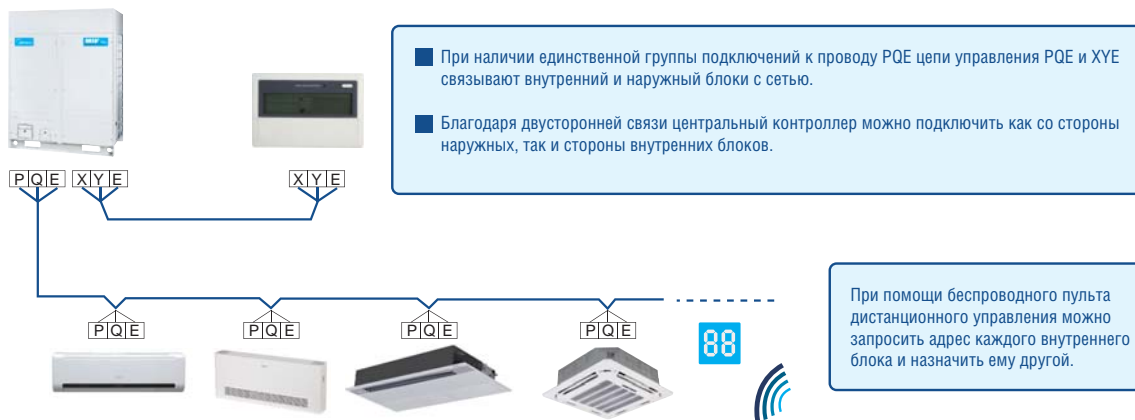 При наличии единственной группы подключений к проводу PQE цепи управления PQE и XYE
связывают внутренний и наружный блоки с сетью.
Благодаря двусторонней связи центральный контроллер можно подключить как со стороны
наружных, так и стороны внутренних блоков.
P Q E X Y E X Y E
P Q E P Q E P Q E P Q E
88
При помощи беспроводного пульта
дистанционного управления можно
запросить адрес каждого внутреннего
блока и назначить ему другой.